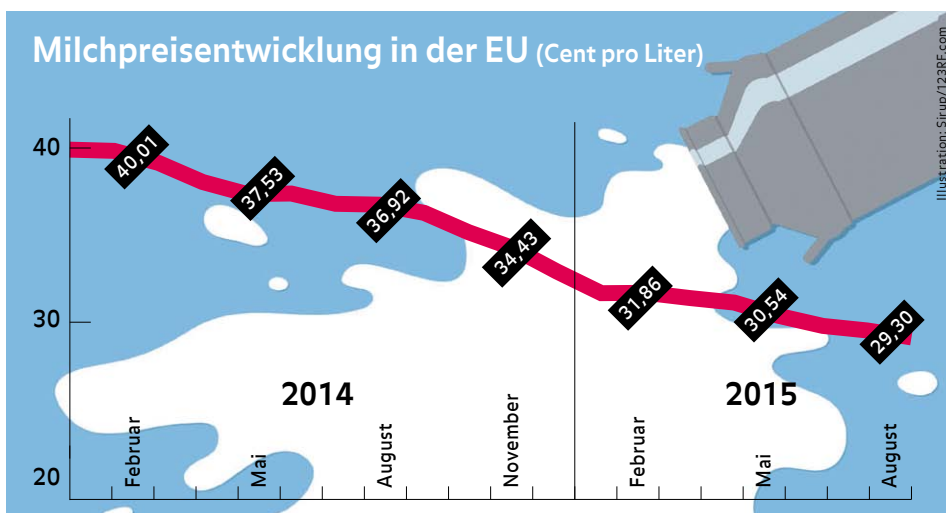 Milchpreisentwicklung in der EU (Cent pro Liter)
Illustration: Sirup/123RF.com
40
30
20
40,01
37,53
36,92
34,43
31,86
30,54
29,30
2014
2015
Februar
Mai
August
November
Februar
Mai
August